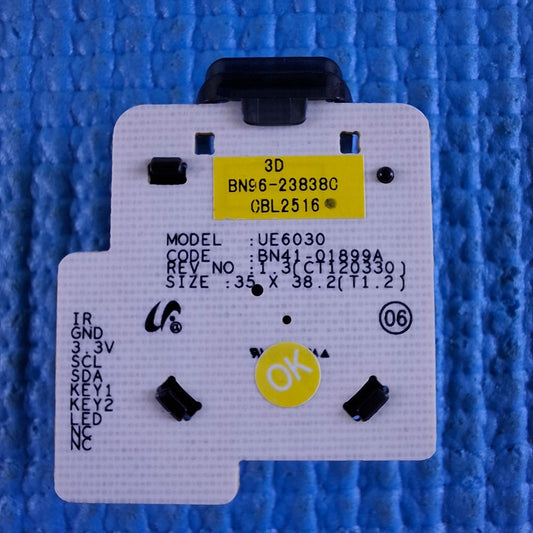 3D
BN96-23838C
CBL2516
MODEL :UE6030
CODE :BN41-01899A
REV NO :1.3(CT120330)
SIZE :35 X 38.2(T1.2)
06
IR
GND
3.3V
SCL
SDA
KEY1
KEY2
LED
NC
NC
OK